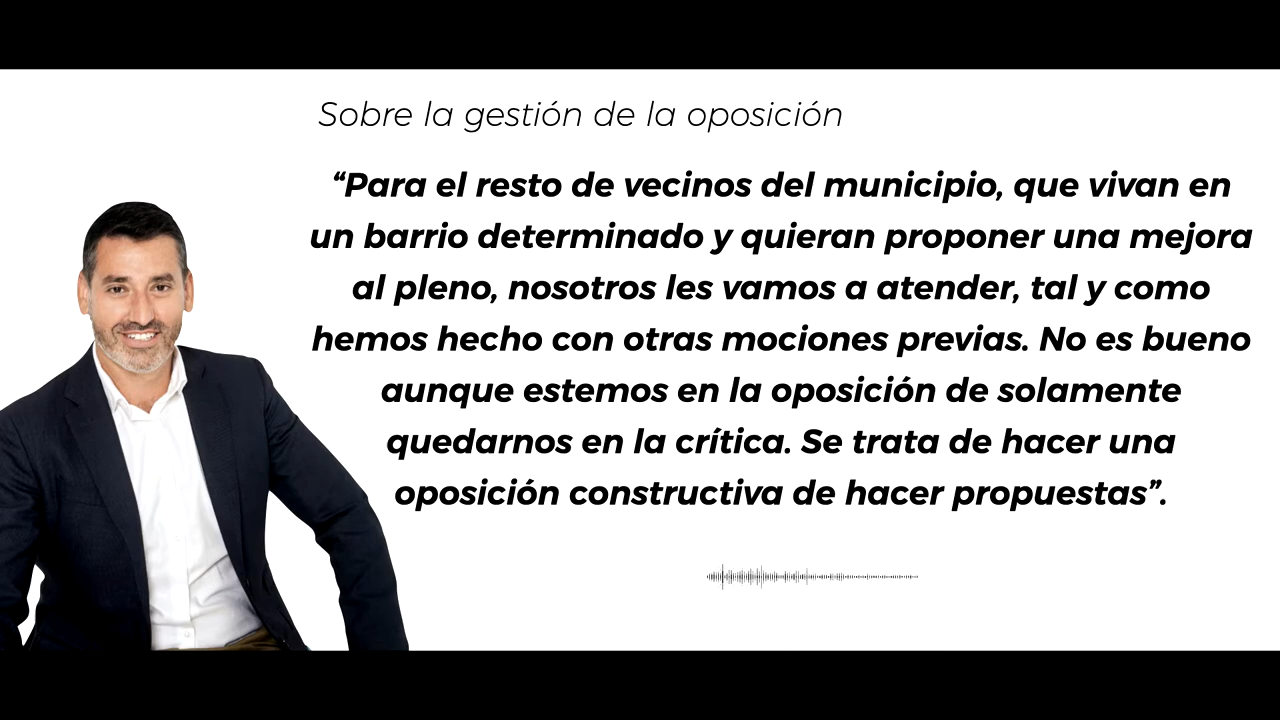 Sobre la gestión de la oposición
“Para el resto de vecinos del municipio, que vivan en
un barrio determinado y quieran proponer una mejora
al pleno, nosotros les vamos a atender, tal y como
hemos hecho con otras mociones previas. No es bueno
aunque estemos en la oposición de solamente
quedarnos en la crítica. Se trata de hacer una
oposición constructiva de hacer propuestas”.